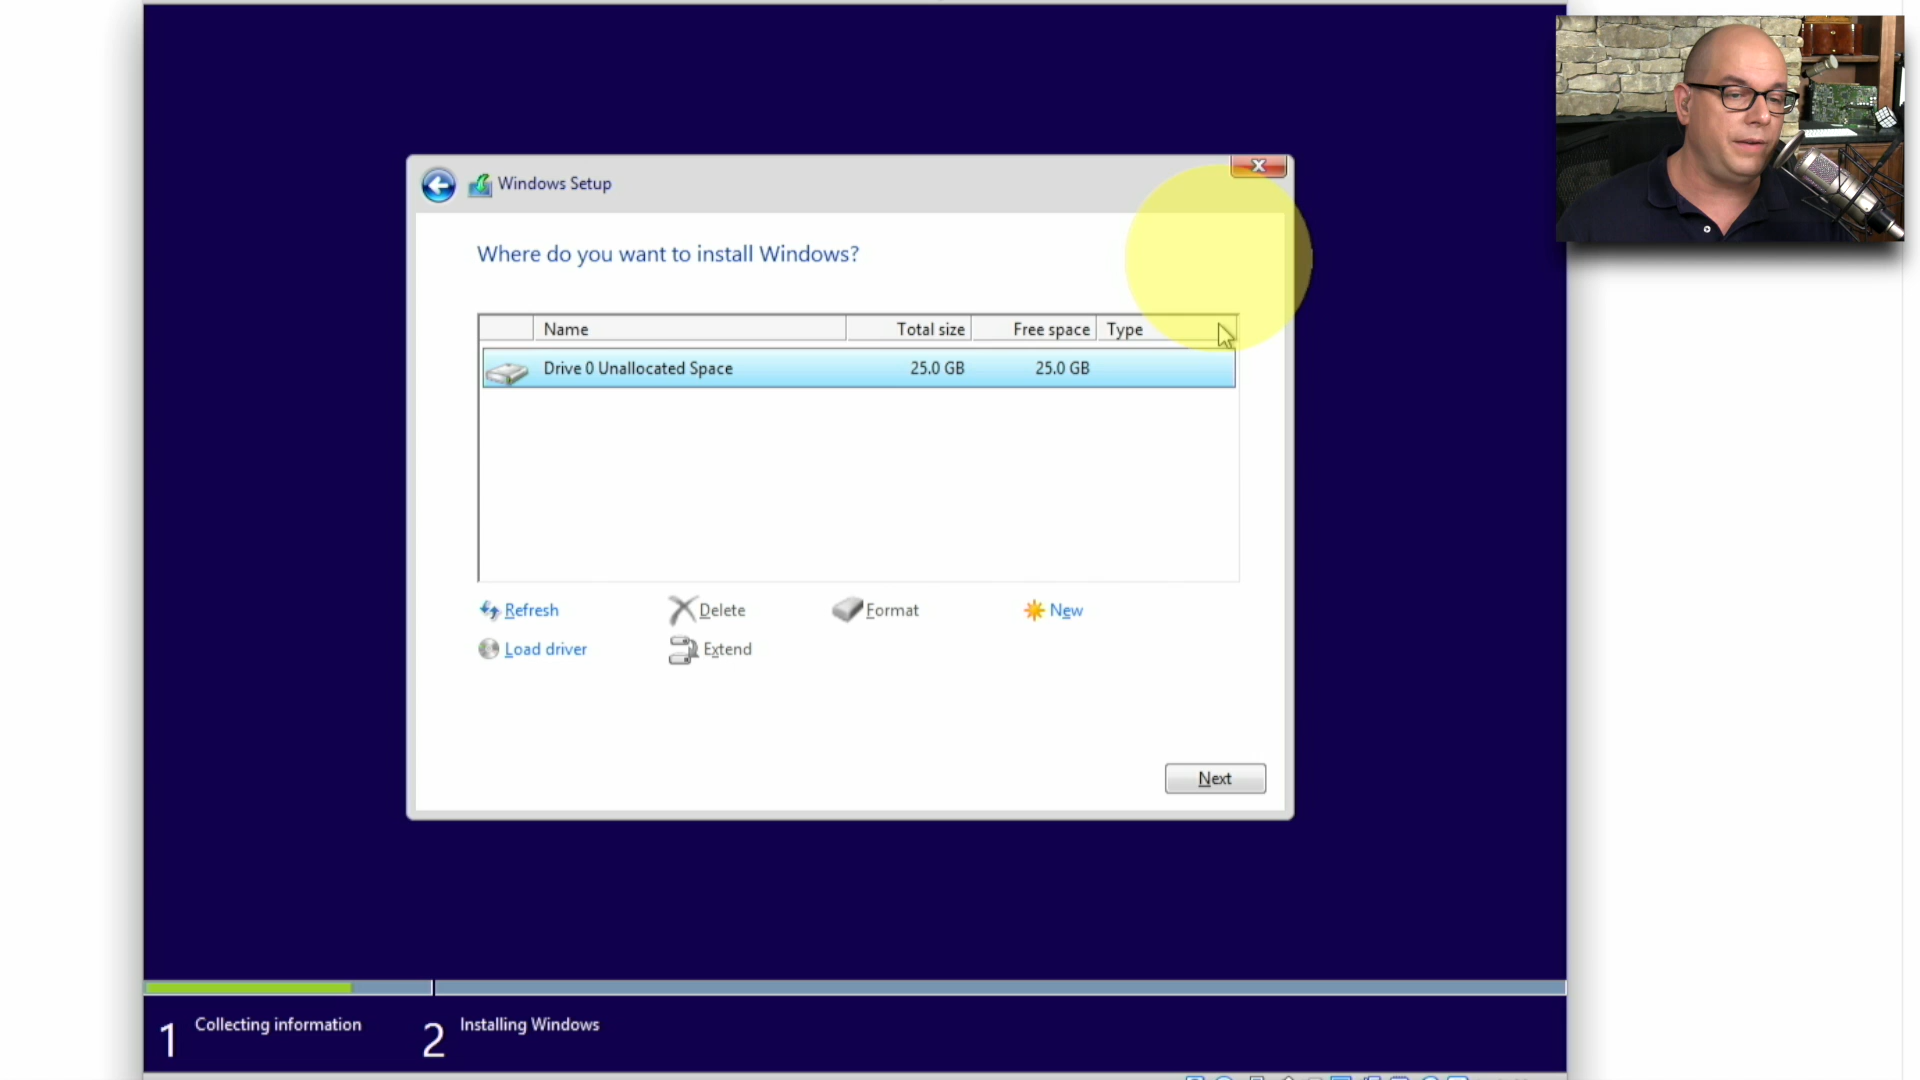 Windows Setup
Where do you want to install Windows?
Name Total size Free space Type
Drive 0 Unallocated Space 25.0 GB 25.0 GB
Refresh Delete Format New
Load driver Extend
Next
1 Collecting information 2 Installing Windows